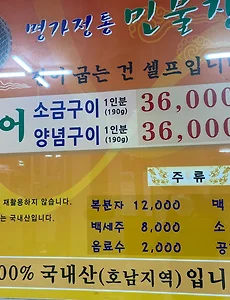 명가정통 민물장
굽는 건 셀프입니
어 소금구이 1인분 (190g) 36,000
양념구이 1인분 (190g) 36,000
주 류
재활용하지 않습니다.
는 국내산입니다.
복분자 12,000 맥
백세주 8,000 소
음료수 2,000 공
00% 국내산(호남지역)입니